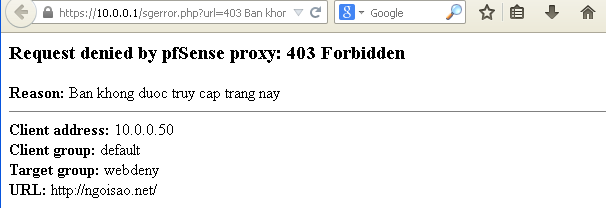 https://10.0.0.1/sgerror.php?url=403 Ban khor
Google
Request denied by pfSense proxy: 403 Forbidden
Reason: Ban khong duoc truy cap trang nay
Client address: 10.0.0.50
Client group: default
Target group: webdeny
URL: http://ngoisao.net/